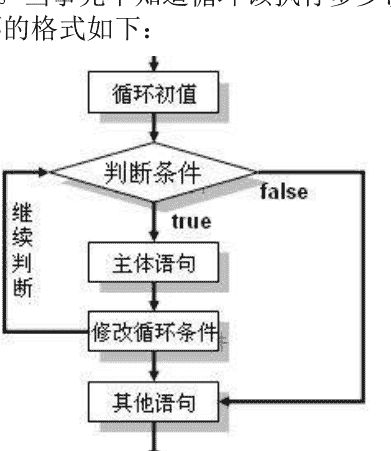 的格式如下：
循环初值
判断条件
false
true
继续判断
主体语句
修改循环条件
其他语句